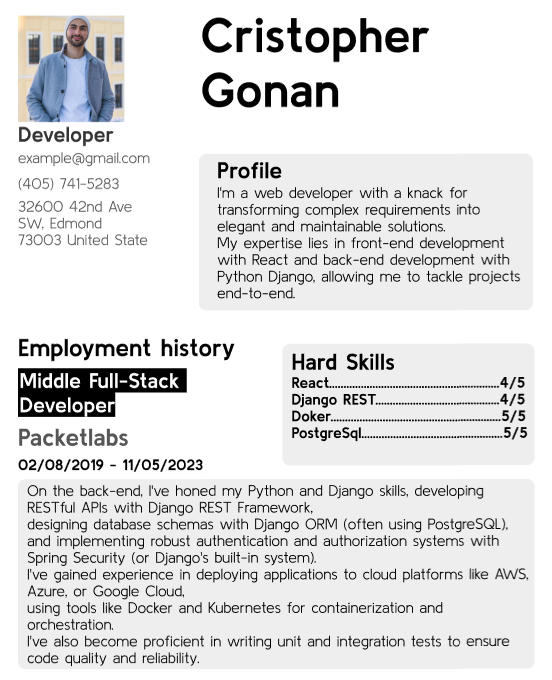 Cristopher
Gonan
Developer
example@gmail.com
(405) 741-5283
32600 42nd Ave
SW, Edmond
73003 United State
Profile
I'm a web developer with a knack for
transforming complex requirements into
elegant and maintainable solutions.
My expertise lies in front-end development
with React and back-end development with
Python Django, allowing me to tackle projects
end-to-end.
Employment history
Middle Full-Stack
Developer
Packetlabs
02/08/2019 - 11/05/2023
Hard Skills
React.......................................................4/5
Django REST.........................................4/5
Doker.......................................................5/5
PostgreSql..............................................5/5
On the back-end, I've honed my Python and Django skills, developing
RESTful APIs with Django REST Framework,
designing database schemas with Django ORM (often using PostgreSQL),
and implementing robust authentication and authorization systems with
Spring Security (or Django's built-in system).
I've gained experience in deploying applications to cloud platforms like AWS,
Azure, or Google Cloud,
using tools like Docker and Kubernetes for containerization and
orchestration.
I've also become proficient in writing unit and integration tests to ensure
code quality and reliability.